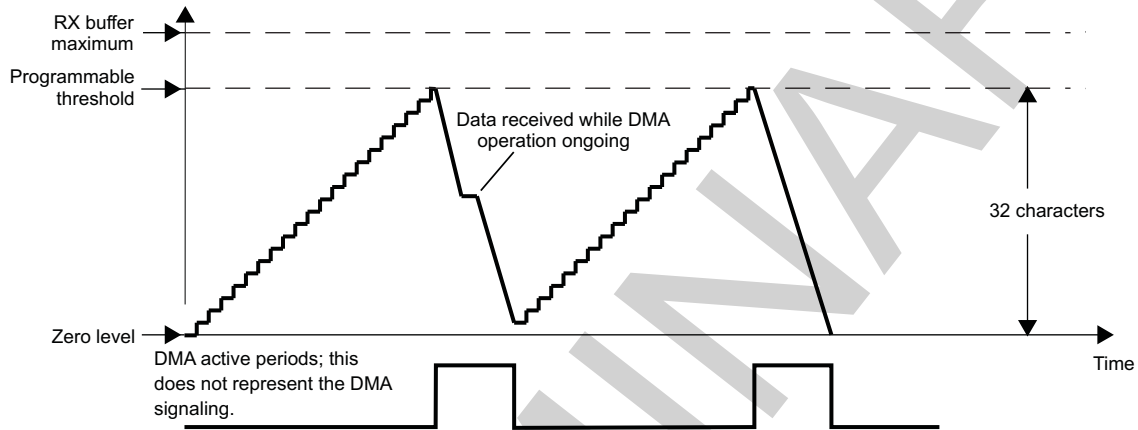 RX buffer
maximum
Programmable
threshold
Data received while DMA
operation ongoing
32 characters
Zero level
Time
DMA active periods; this
does not represent the DMA
signaling.